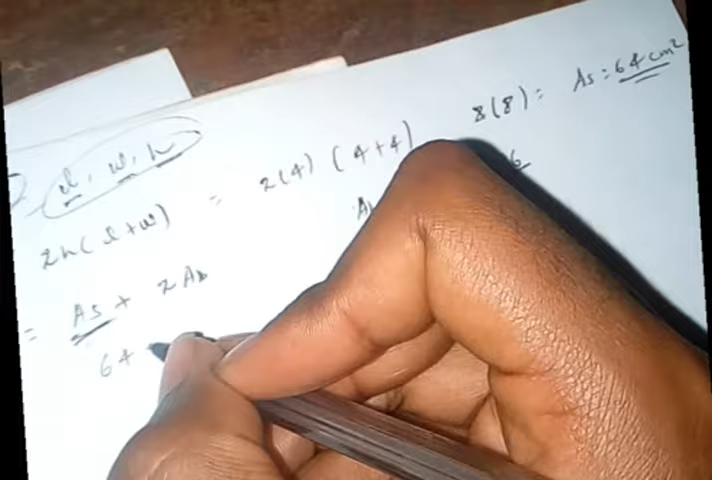 l, w, h
2h(l+w) = 2(4) (4+4) 8(8) = As = 64 cm²
= As + 2Ab
64